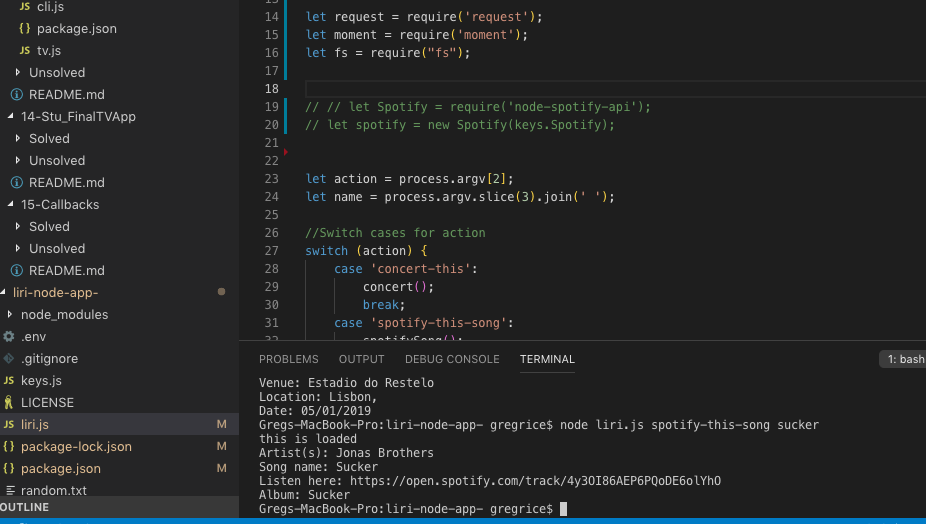 JS cli.js
{} package.json
JS tv.js
Unsolved
README.md
14-Stu_FinalTVApp
Solved
Unsolved
README.md
15-Callbacks
Solved
Unsolved
README.md
liri-node-app-
node_modules
.env
.gitignore
JS keys.js
LICENSE
JS liri.js M
{} package-lock.json M
{} package.json M
random.txt
OUTLINE
14 let request = require('request');
15 let moment = require('moment');
16 let fs = require("fs");
17
18
19 // // let Spotify = require('node-spotify-api');
20 // let spotify = new Spotify(keys.Spotify);
21
22
23 let action = process.argv[2];
24 let name = process.argv.slice(3).join(' ');
25
26 //Switch cases for action
27 switch (action) {
28 case 'concert-this':
29 concert();
30 break;
31 case 'spotify-this-song':
32 spotifySong();
PROBLEMS OUTPUT DEBUG CONSOLE TERMINAL 1: bash
Venue: Estadio do Restelo
Location: Lisbon,
Date: 05/01/2019
Gregs-MacBook-Pro:liri-node-app- gregrice$ node liri.js spotify-this-song sucker
this is loaded
Artist(s): Jonas Brothers
Song name: Sucker
Listen here: https://open.spotify.com/track/4y3OI86AEP6PQoDE6olYhO
Album: Sucker
Gregs-MacBook-Pro:liri-node-app- gregrice$